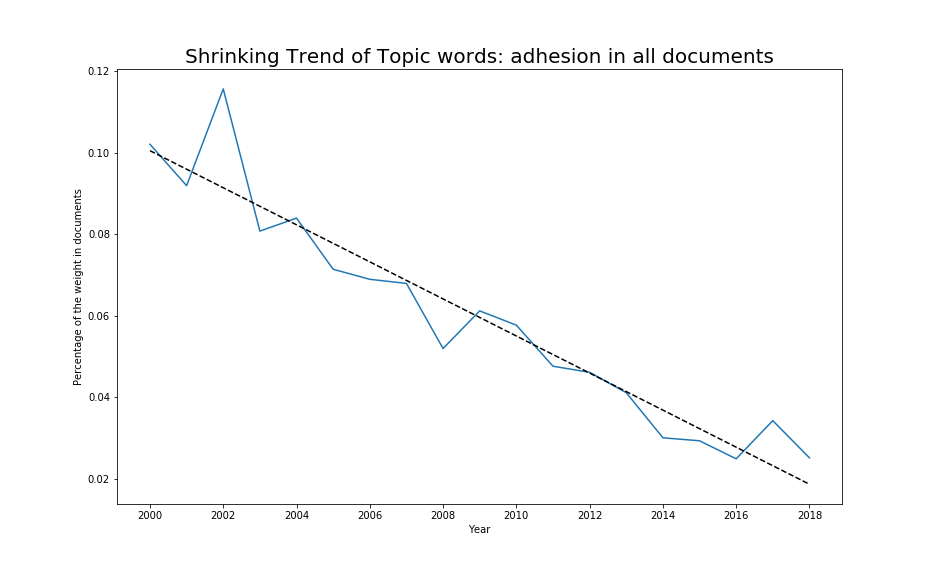 Shrinking Trend of Topic words: adhesion in all documents
0.12
0.10
0.08
0.06
0.04
0.02
Percentage of the weight in documents
2000 2002 2004 2006 2008 2010 2012 2014 2016 2018
Year